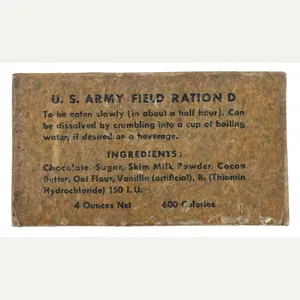 U. S. ARMY FIELD RATION D
To be eaten slowly (in about a half hour). Can
be dissolved by crumbling into a cup of boiling
water, if desired as a beverage.
INGREDIENTS:
Chocolate, Sugar, Skim Milk Powder, Cocoa
Butter, Oat Flour, Vanillin (artificial), B₁ (Thiamin
Hydrochloride) 150 I. U.
4 Ounces Net 600 Calories